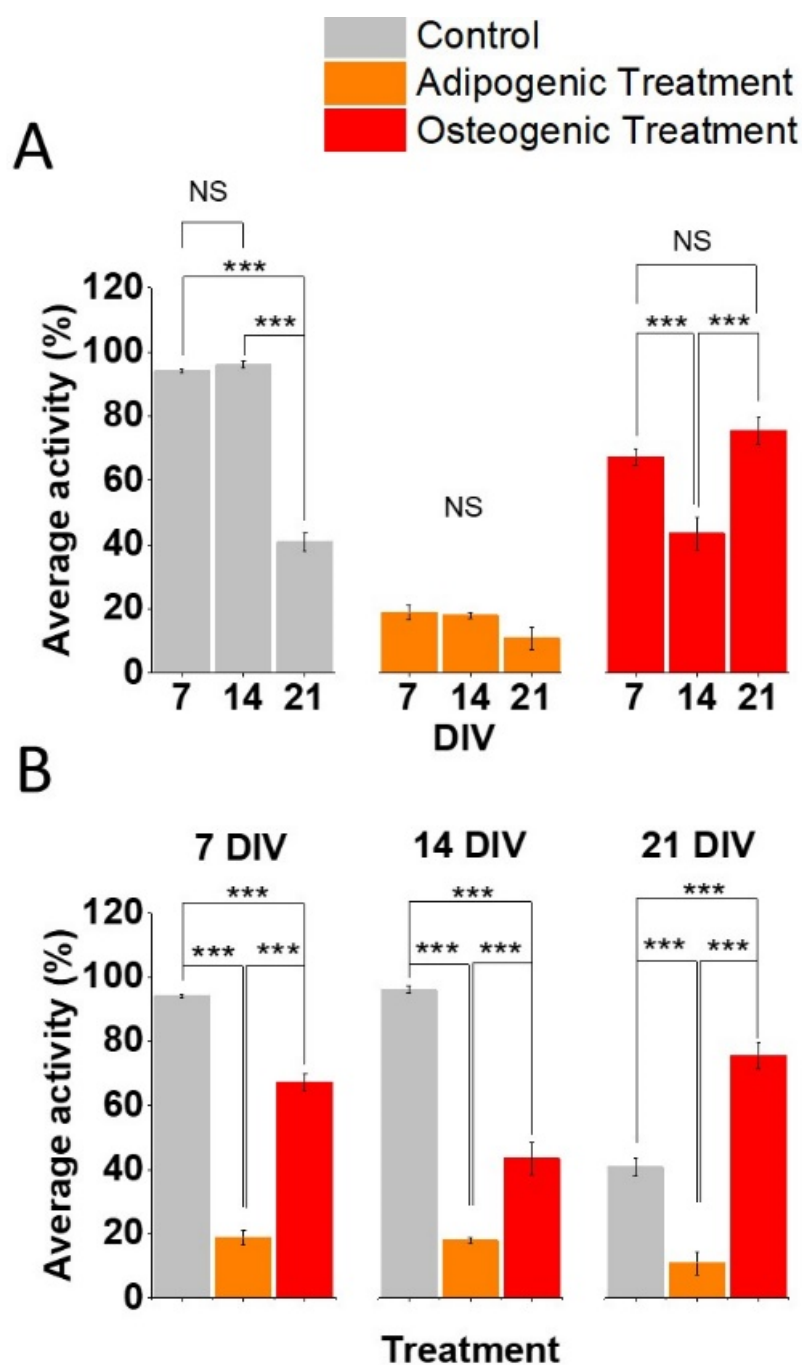 Control
Adipogenic Treatment
Osteogenic Treatment
A
NS
***
***
NS
***
***
NS
Average activity (%)
120
100
80
60
40
20
0
7 14 21
7 14 21
7 14 21
DIV
B
7 DIV
14 DIV
21 DIV
***
***
***
***
***
***
***
***
***
Average activity (%)
120
100
80
60
40
20
0
Treatment